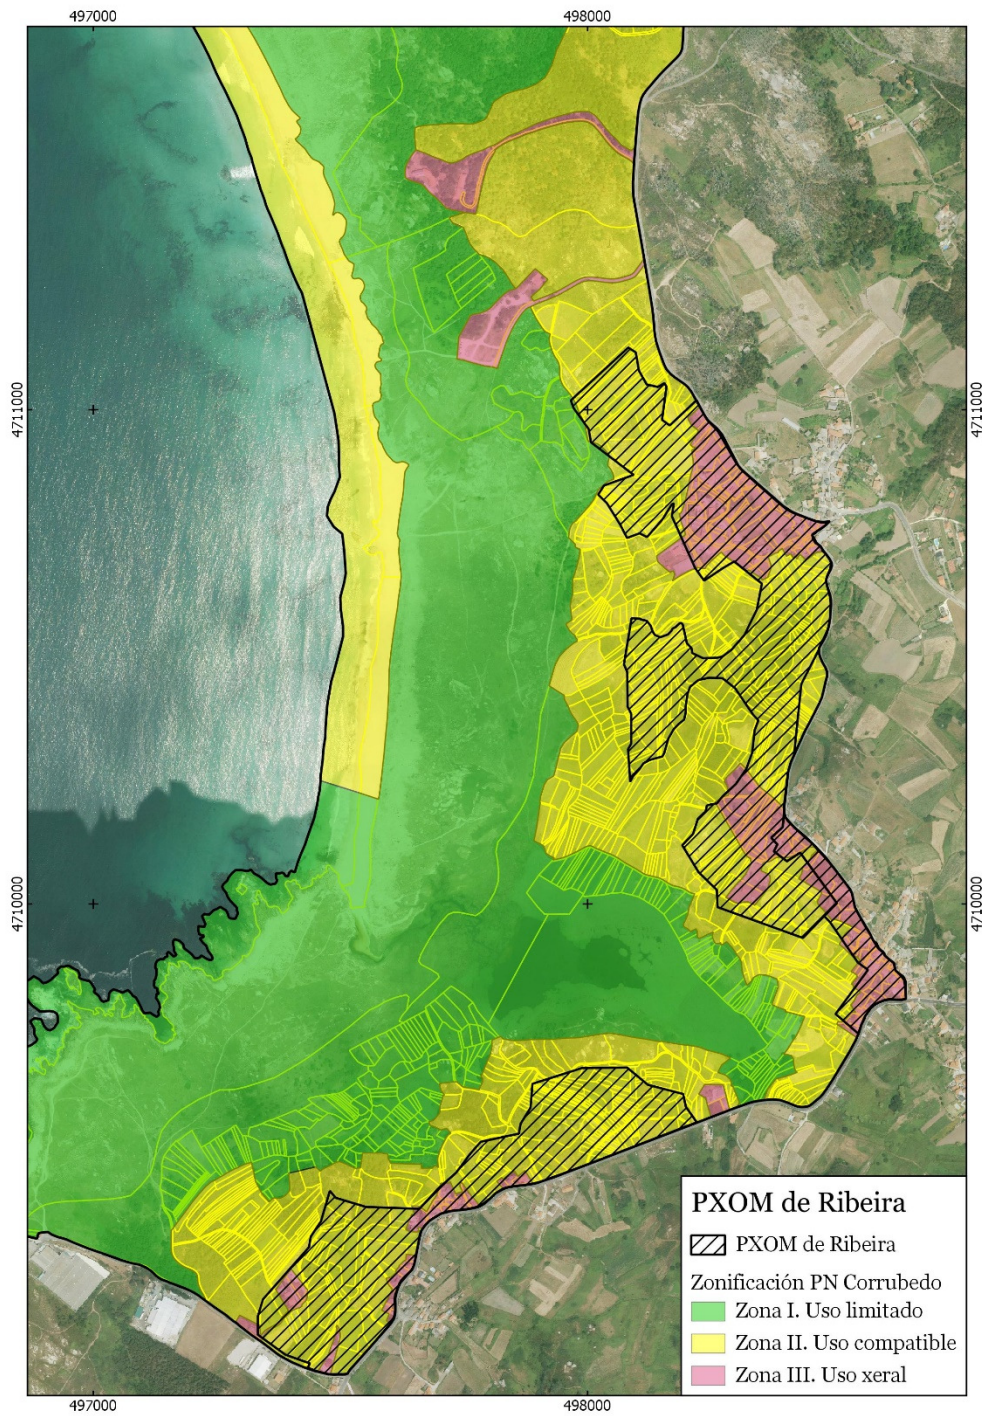 497000 498000
4711000 4711000
4710000 4710000
PXOM de Ribeira
PXOM de Ribeira
Zonificación PN Corrubedo
Zona I. Uso limitado
Zona II. Uso compatible
Zona III. Uso xeral
497000 498000